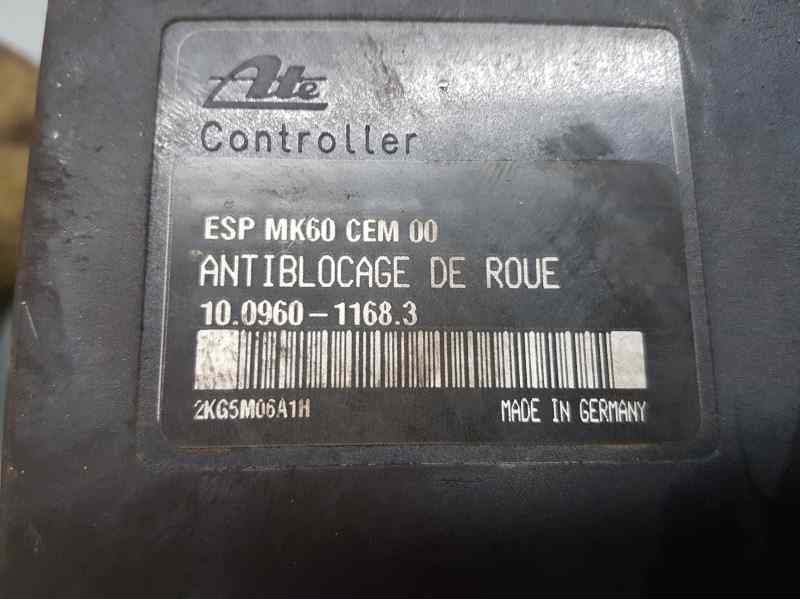 Ate
Controller
ESP MK60 CEM 00
ANTIBLOCAGE DE ROUE
10.0960-1168.3
2KG5M06A1H MADE IN GERMANY